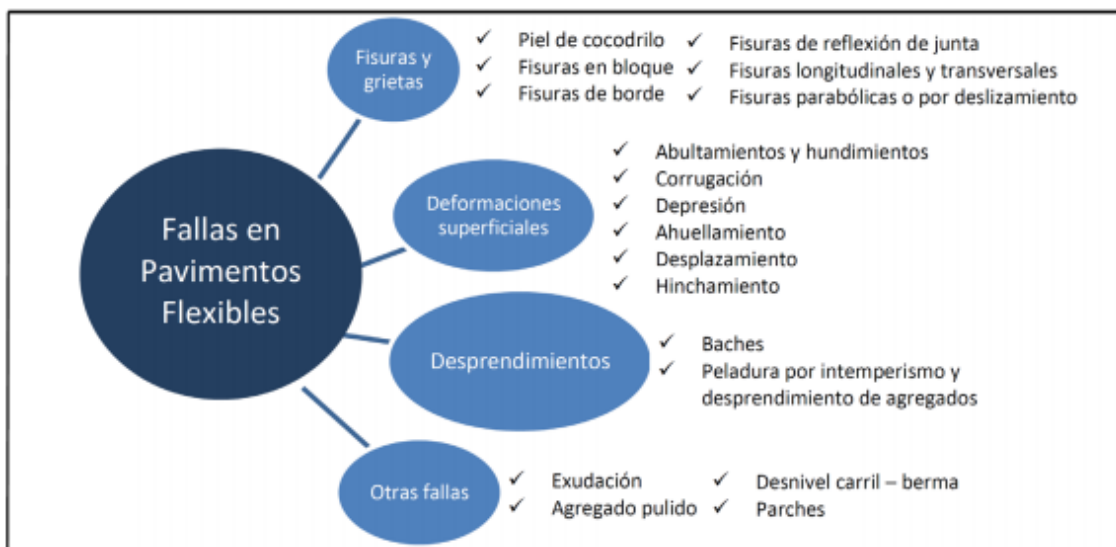 Fallas en
Pavimentos
Flexibles
Fisuras y
grietas
Piel de cocodrilo
Fisuras en bloque
Fisuras de borde
Fisuras de reflexión de junta
Fisuras longitudinales y transversales
Fisuras parabólicas o por deslizamiento
Deformaciones
superficiales
Abultamientos y hundimientos
Corrugación
Depresión
Ahuellamiento
Desplazamiento
Hinchamiento
Desprendimientos
Baches
Peladura por intemperismo y
desprendimiento de agregados
Otras fallas
Exudación
Agregado pulido
Desnivel carril – berma
Parches